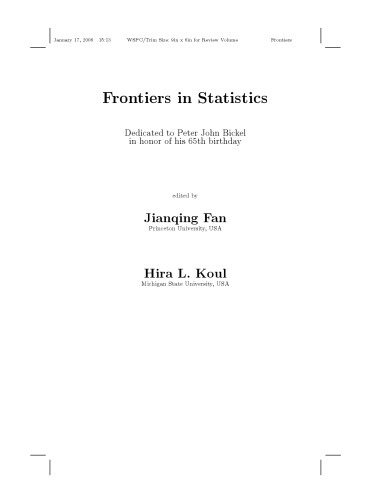 January 17, 2006 15:13 WSPC/Trim Size: 9in x 6in for Review Volume Frontiers
Frontiers in Statistics
Dedicated to Peter John Bickel
in honor of his 65th birthday
edited by
Jianqing Fan
Princeton University, USA
Hira L. Koul
Michigan State University, USA